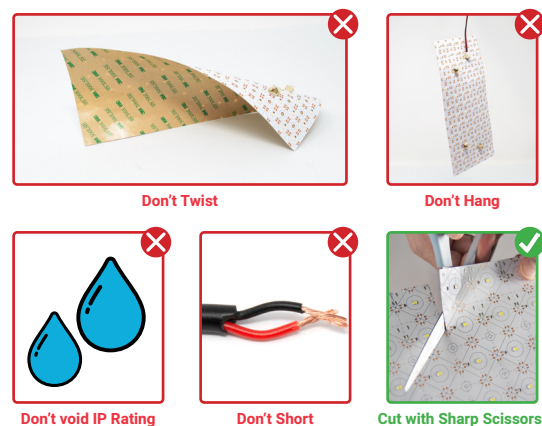 Don't Twist
Don't Hang
Don't void IP Rating
Don't Short
Cut with Sharp Scissors